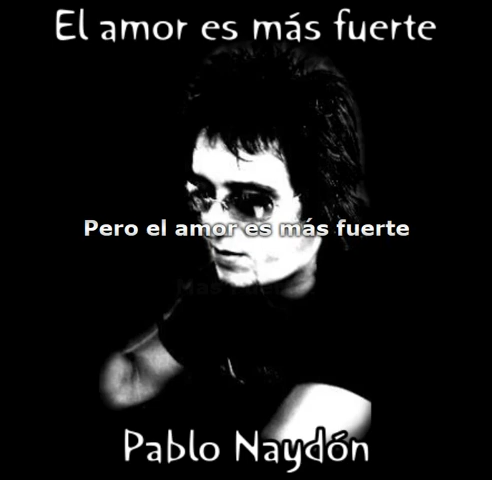 El amor es más fuerte
Pero el amor es más fuerte
Pablo Naydón